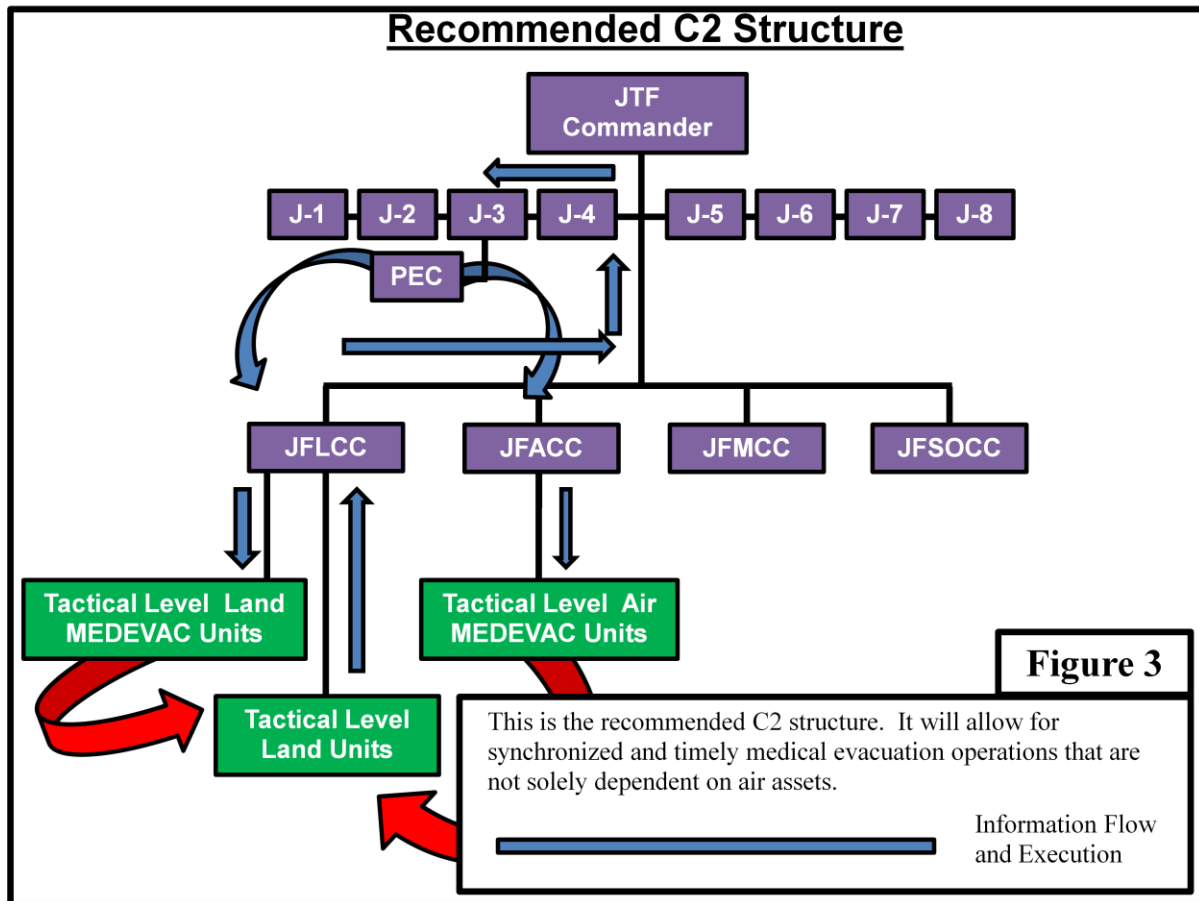 Recommended C2 Structure
JTF
Commander
J-1
J-2
J-3
J-4
J-5
J-6
J-7
J-8
PEC
JFLCC
JFACC
JFMCC
JFSOCC
Tactical Level Land
MEDEVAC Units
Tactical Level Air
MEDEVAC Units
Tactical Level
Land Units
Figure 3
This is the recommended C2 structure. It will allow for
synchronized and timely medical evacuation operations that are
not solely dependent on air assets.
Information Flow
and Execution